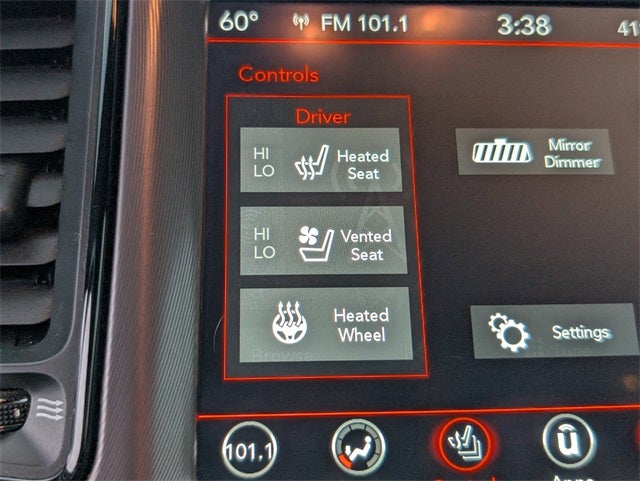 60° FM 101.1 3:38 41
Controls
Driver
HI
LO
Heated
Seat
Mirror
Dimmer
HI
LO
Vented
Seat
Heated
Wheel
Settings
Browse
101.1